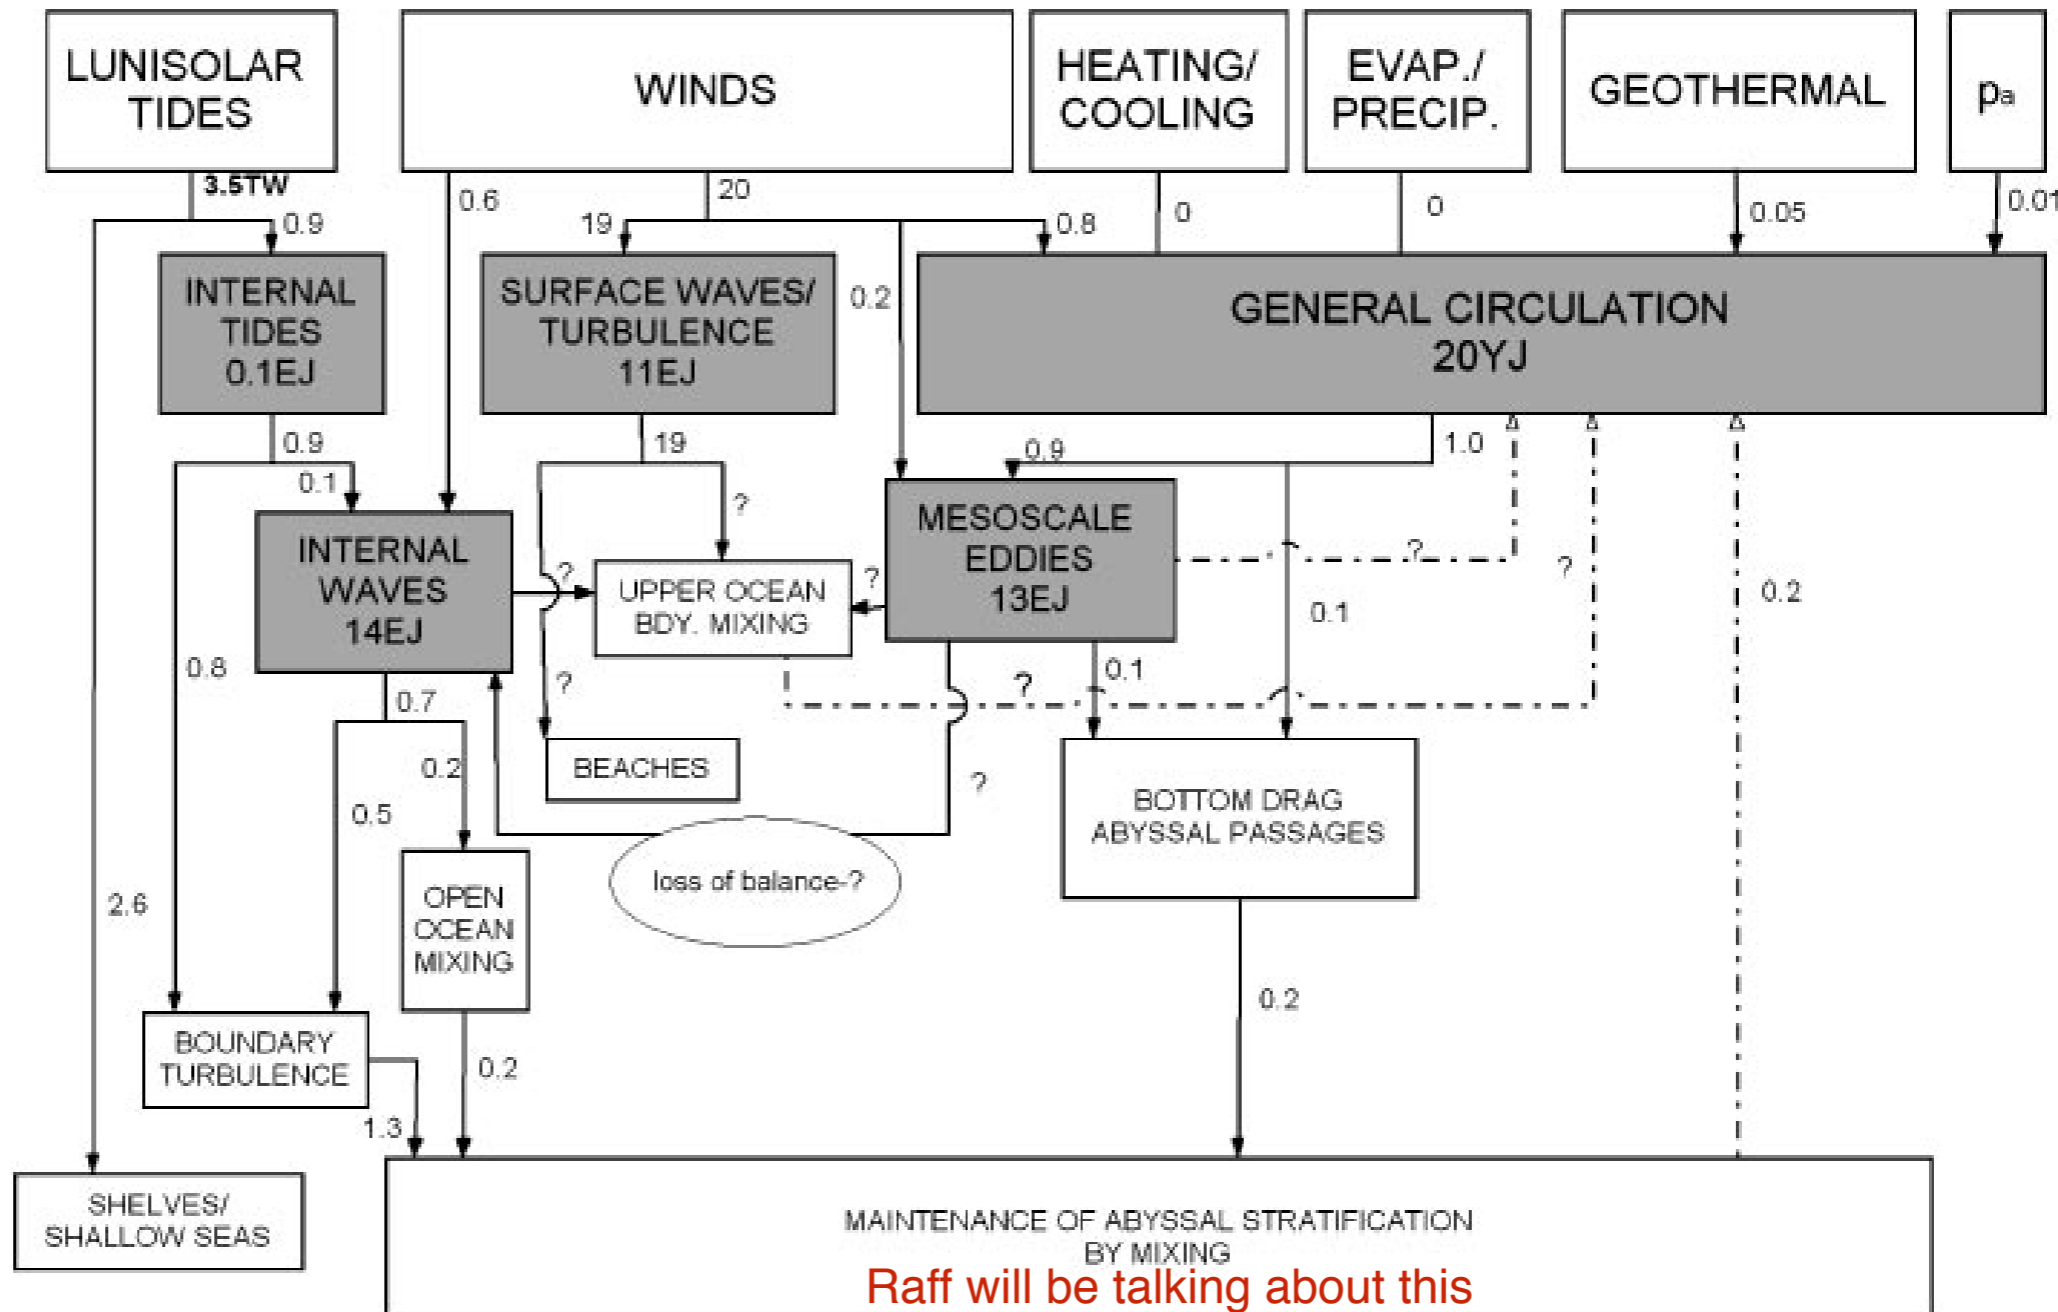 LUNISOLAR
TIDES
WINDS
HEATING/
COOLING
EVAP./
PRECIP.
GEOTHERMAL
pa
3.5TW
0.9
0.6
20
19
0.8
0
0
0.05
0.01
INTERNAL
TIDES
0.1EJ
SURFACE WAVES/
TURBULENCE
11EJ
0.2
GENERAL CIRCULATION
20YJ
0.9
0.1
19
?
0.9
1.0
INTERNAL
WAVES
14EJ
?
UPPER OCEAN
BDY. MIXING
?
MESOSCALE
EDDIES
13EJ
?
?
0.1
0.2
0.8
0.7
?
?
0.1
0.2
0.5
BEACHES
?
BOTTOM DRAG
ABYSSAL PASSAGES
2.6
OPEN
OCEAN
MIXING
loss of balance-?
0.2
BOUNDARY
TURBULENCE
0.2
1.3
SHELVES/
SHALLOW SEAS
MAINTENANCE OF ABYSSAL STRATIFICATION
BY MIXING
Raff will be talking about this